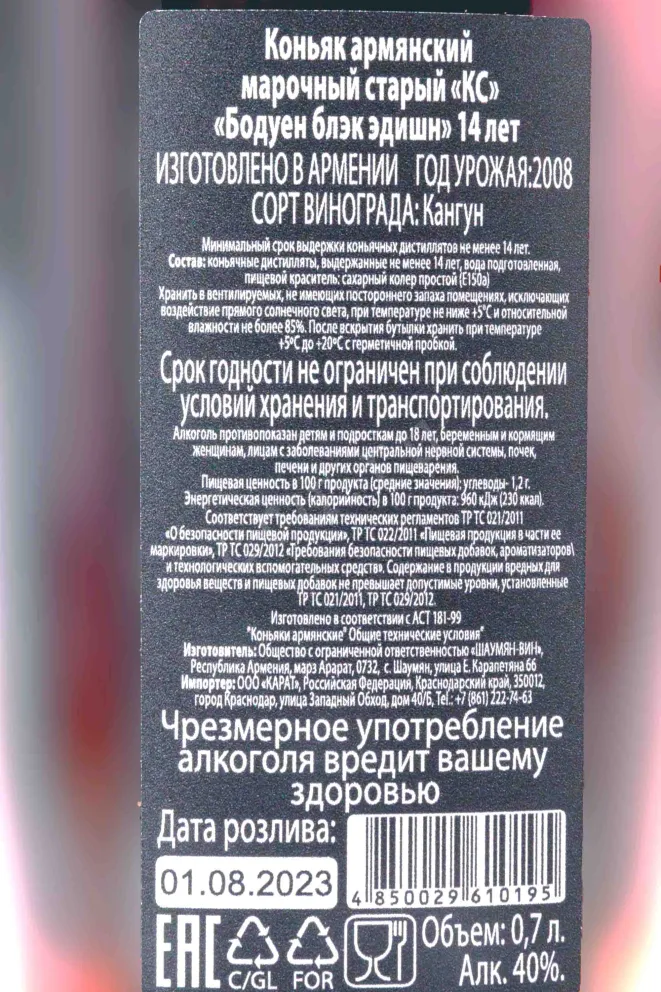 Коньяк армянский
марочный старый «КС»
«Бодуен блэк эдишн» 14 лет
ИЗГОТОВЛЕНО В АРМЕНИИ ГОД УРОЖАЯ:2008
СОРТ ВИНОГРАДА: Кангун
Минимальный срок выдержки коньячных дистиллятов не менее 14 лет.
Состав: коньячные дистилляты, выдержанные не менее 14 лет, вода подготовленная,
пищевой краситель: сахарный колер простой (Е150а)
Хранить в вентилируемых, не имеющих постороннего запаха помещениях, исключающих
воздействие прямого солнечного света, при температуре не ниже +5°С и относительной
влажности не более 85%. После вскрытия бутылки хранить при температуре
+5°С до +20°С с герметичной пробкой.
Срок годности не ограничен при соблюдении
условий хранения и транспортирования.
Алкоголь противопоказан детям и подросткам до 18 лет, беременным и кормящим
женщинам, лицам с заболеваниями центральной нервной системы, почек,
печени и других органов пищеварения.
Пищевая ценность в 100 г продукта (средние значения): углеводы- 1,2 г.
Энергетическая ценность (калорийность) в 100 г продукта: 960 кДж (230 ккал).
Соответствует требованиям технических регламентов ТР ТС 021/2011
«О безопасности пищевой продукции», ТР ТС 022/2011 «Пищевая продукция в части ее
маркировки», ТР ТС 029/2012 «Требования безопасности пищевых добавок, ароматизаторов\
и технологических вспомогательных средств». Содержание в продукции вредных для
здоровья веществ и пищевых добавок не превышает допустимые уровни, установленные
ТР ТС 021/2011, ТР ТС 029/2012
Изготовлено в соответствии с АСТ 181-99
"Коньяки армянские" Общие технические условия"
Изготовитель: Общество с ограниченной ответственностью «ШАУМЯН-ВИН»,
Республика Армения, марз Арарат, 0732, с. Шаумян, улица Е. Карапетяна 66
Импортер: ООО «КАРАТ», Российская Федерация, Краснодарский край, 350012,
город Краснодар, улица Западный Обход, дом 40/Б, Tel.: +7 (861) 222-74-63
Чрезмерное употребление
алкоголя вредит вашему
здоровью
Дата розлива:
01.08.2023
4 850029 610195
EAC C/GL FOR
Объем: 0,7 л.
Алк. 40%.